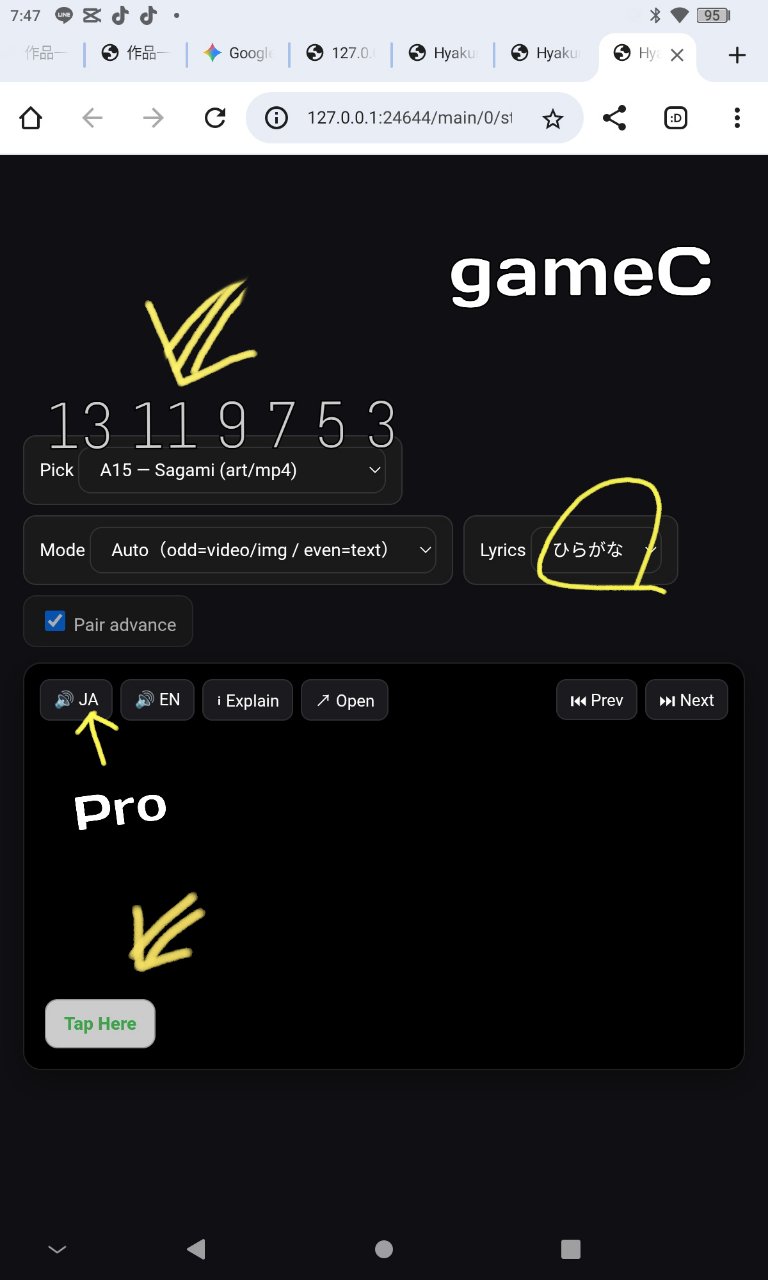 7:47 95
作品一 作品一 Google 127.0. Hyaku Hyaku Hy
127.0.0.1:24644/main/0/st
gameC
13 11 9 7 5 3
Pick A15 — Sagami (art/mp4)
Mode Auto（odd=video/img / even=text） Lyrics ひらがな
Pair advance
🔊 JA 🔊 EN i Explain ↗ Open ⏮ Prev ⏭ Next
Pro
Tap Here